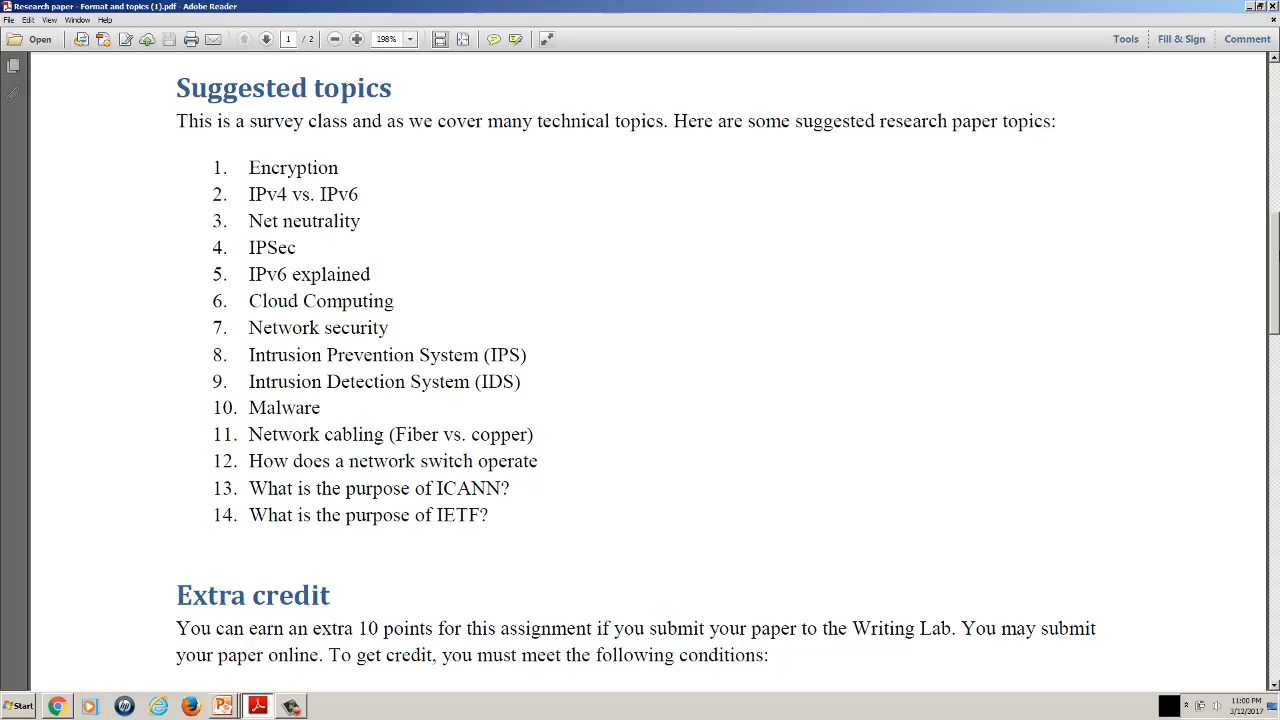 Research paper - Format and topics (1).pdf - Adobe Reader
File Edit View Window Help
Open 1 / 2 198% Tools Fill & Sign Comment
Suggested topics
This is a survey class and as we cover many technical topics. Here are some suggested research paper topics:
1. Encryption
2. IPv4 vs. IPv6
3. Net neutrality
4. IPSec
5. IPv6 explained
6. Cloud Computing
7. Network security
8. Intrusion Prevention System (IPS)
9. Intrusion Detection System (IDS)
10. Malware
11. Network cabling (Fiber vs. copper)
12. How does a network switch operate
13. What is the purpose of ICANN?
14. What is the purpose of IETF?
Extra credit
You can earn an extra 10 points for this assignment if you submit your paper to the Writing Lab. You may submit
your paper online. To get credit, you must meet the following conditions:
Start 11:00 PM
3/12/2017